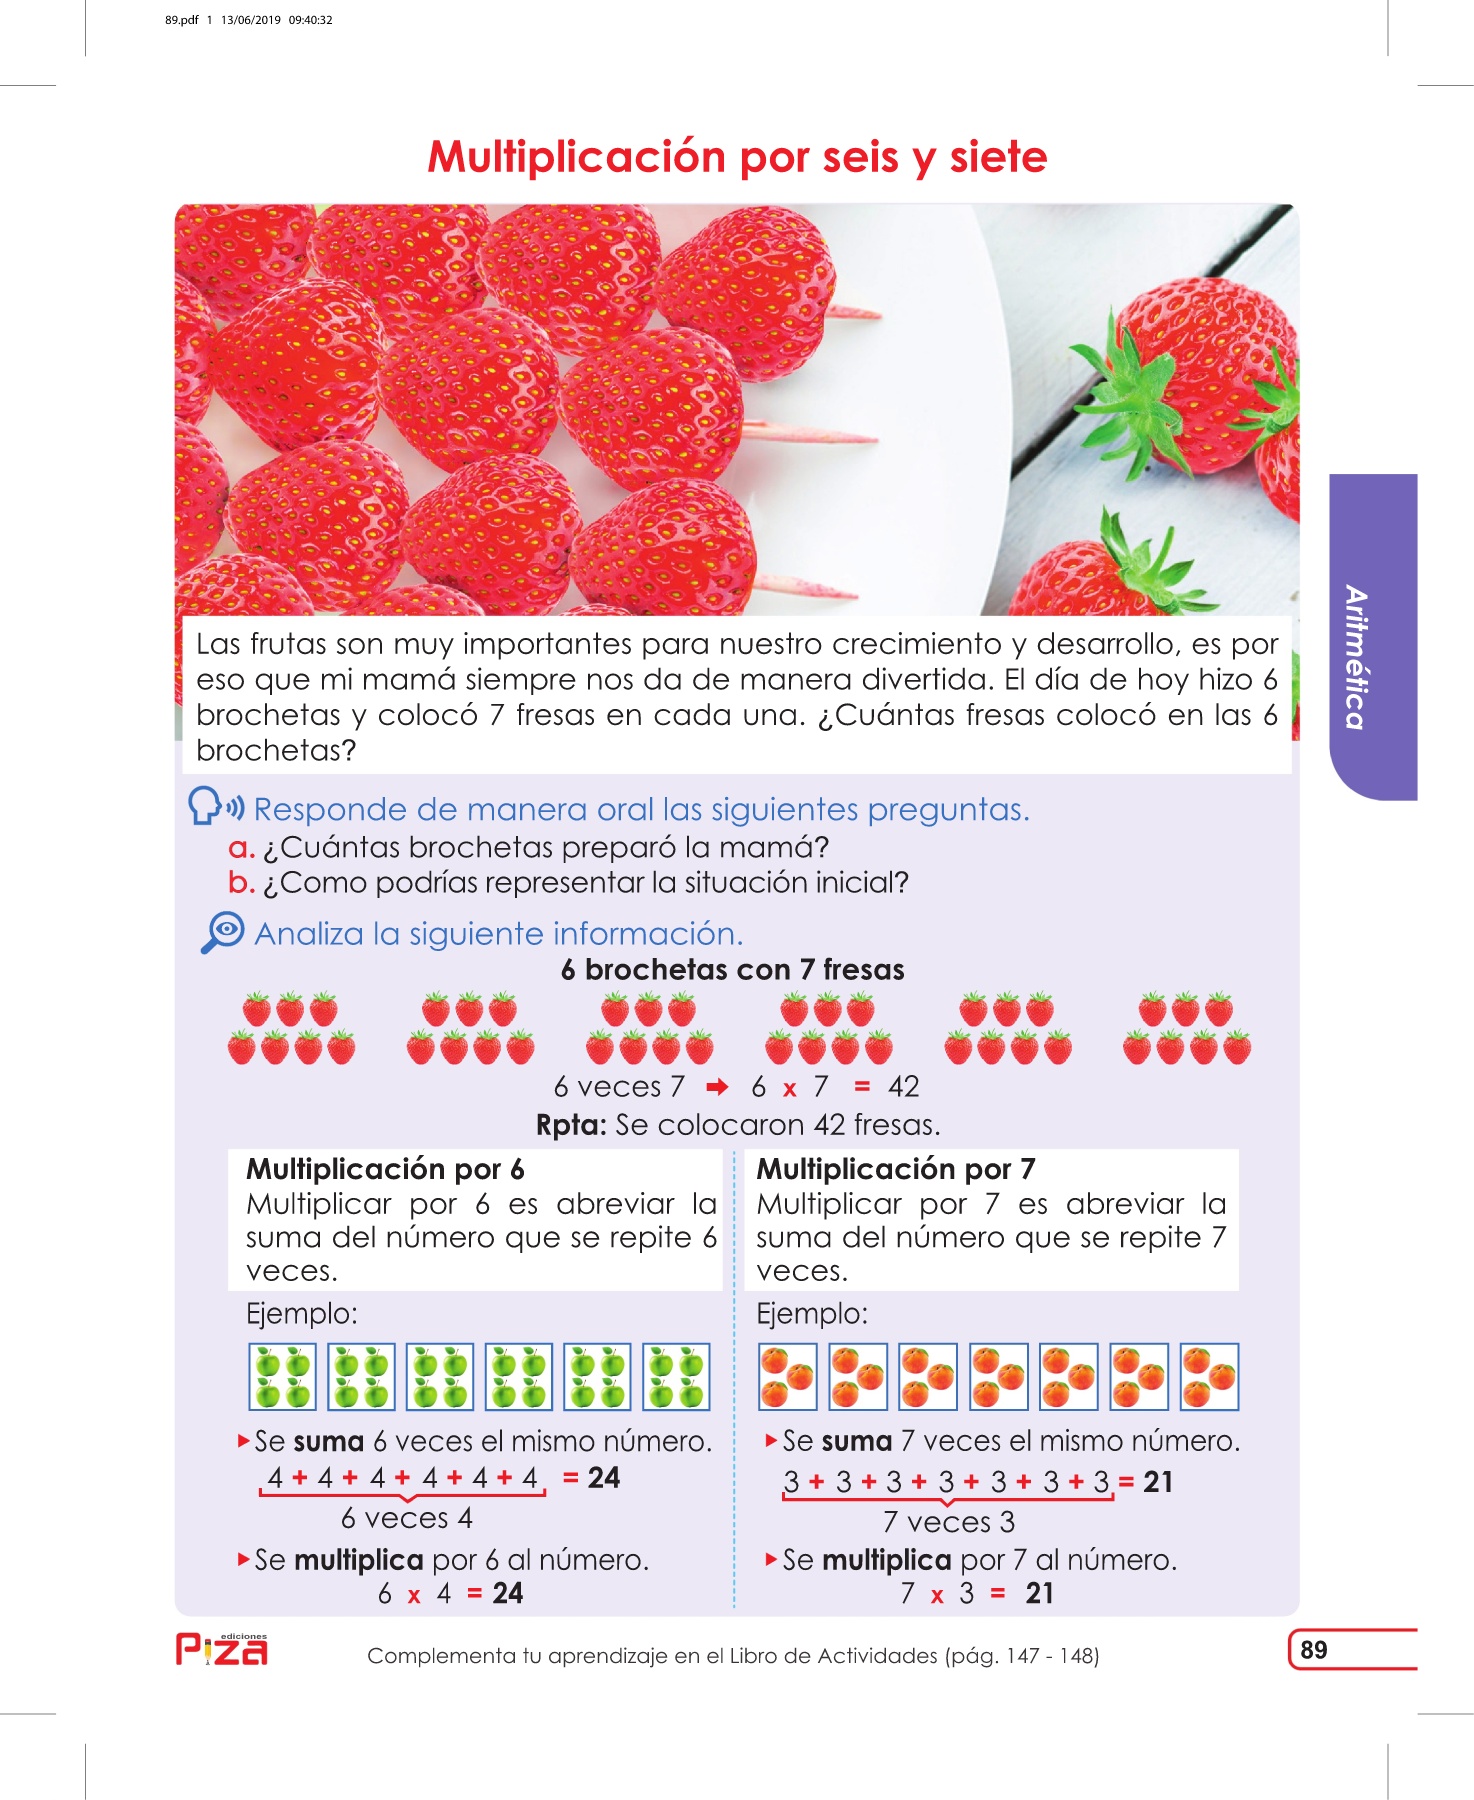 89.pdf 1 13/06/2019 09:40:32
Multiplicación por seis y siete
Las frutas son muy importantes para nuestro crecimiento y desarrollo, es por
eso que mi mamá siempre nos da de manera divertida. El día de hoy hizo 6
brochetas y colocó 7 fresas en cada una. ¿Cuántas fresas colocó en las 6
brochetas?
Aritmética
Responde de manera oral las siguientes preguntas.
a. ¿Cuántas brochetas preparó la mamá?
b. ¿Como podrías representar la situación inicial?
Analiza la siguiente información.
6 brochetas con 7 fresas
6 veces 7 ➡ 6 x 7 = 42
Rpta: Se colocaron 42 fresas.
Multiplicación por 6
Multiplicar por 6 es abreviar la
suma del número que se repite 6
veces.
Ejemplo:
▸Se suma 6 veces el mismo número.
4 + 4 + 4 + 4 + 4 + 4 = 24
6 veces 4
▸Se multiplica por 6 al número.
6 x 4 = 24
Multiplicación por 7
Multiplicar por 7 es abreviar la
suma del número que se repite 7
veces.
Ejemplo:
▸Se suma 7 veces el mismo número.
3 + 3 + 3 + 3 + 3 + 3 + 3 = 21
7 veces 3
▸Se multiplica por 7 al número.
7 x 3 = 21
ediciones
Piza
Complementa tu aprendizaje en el Libro de Actividades (pág. 147 - 148)
89